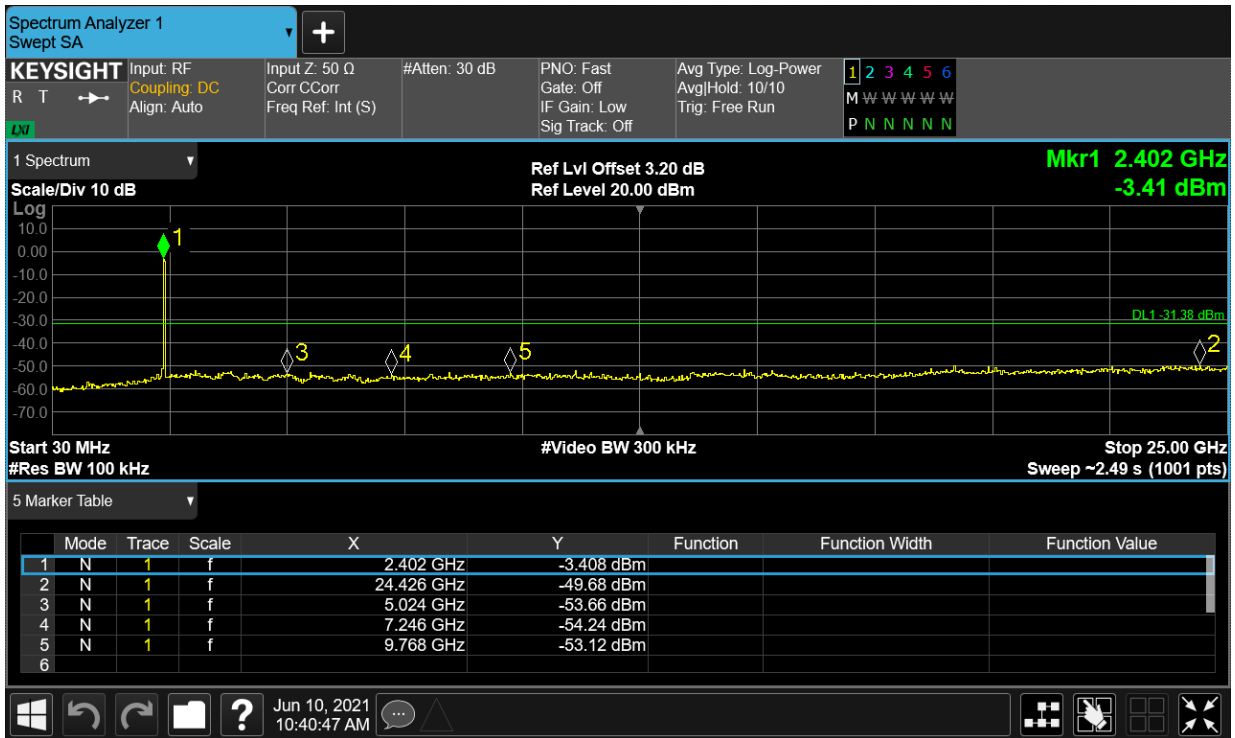 Spectrum Analyzer 1
Swept SA
+
KEYSIGHT
R T
LXI
Input: RF
Coupling: DC
Align: Auto
Input Z: 50 Ω
Corr CCorr
Freq Ref: Int (S)
#Atten: 30 dB
PNO: Fast
Gate: Off
IF Gain: Low
Sig Track: Off
Avg Type: Log-Power
Avg|Hold: 10/10
Trig: Free Run
1 2 3 4 5 6
M W W W W W
P N N N N N
1 Spectrum
Scale/Div 10 dB
Ref Lvl Offset 3.20 dB
Ref Level 20.00 dBm
Mkr1 2.402 GHz
-3.41 dBm
Log
10.0
0.00
-10.0
-20.0
-30.0
-40.0
-50.0
-60.0
-70.0
1
3
4
5
2
DL1 -31.38 dBm
Start 30 MHz
#Video BW 300 kHz
Stop 25.00 GHz
#Res BW 100 kHz
Sweep ~2.49 s (1001 pts)
5 Marker Table
Mode Trace Scale X Y Function Function Width Function Value
1 N 1 f 2.402 GHz -3.408 dBm
2 N 1 f 24.426 GHz -49.68 dBm
3 N 1 f 5.024 GHz -53.66 dBm
4 N 1 f 7.246 GHz -54.24 dBm
5 N 1 f 9.768 GHz -53.12 dBm
6
?
Jun 10, 2021
10:40:47 AM